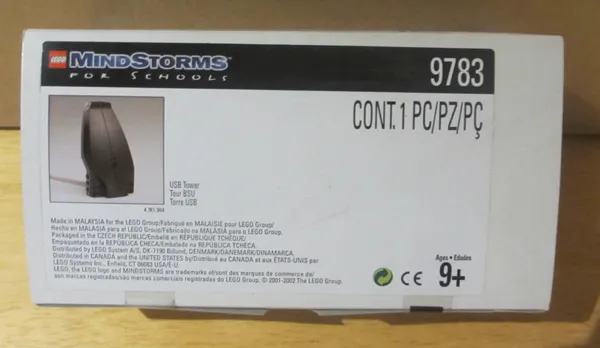 LEGO MINDSTORMS
FOR SCHOOLS
9783
CONT. 1 PC/PZ/PÇ
USB Tower
Tour BSU
Torre USB
Made in MALAYSIA for the LEGO Group/Fabriqué en MALAISIE pour LEGO Group/
Hecho en MALASIA para el LEGO Group/Fabricado na MALÁSIA para o LEGO Group.
Packaged in the CZECH REPUBLIC/Emballé en RÉPUBLIQUE TCHÈQUE/
Empaquetado en la REPÚBLICA CHECA/Embalado na REPÚBLICA TCHECA.
Distributed by LEGO System A/S, DK-7190 Billund, DENMARK/DANEMARK/DINAMARCA.
Distributed in CANADA and the UNITED STATES by/Distribué au CANADA et aux ÉTATS-UNIS par
LEGO Systems Inc., Enfield, CT 06083 USA/É-U.
LEGO, the LEGO logo and MINDSTORMS are trademarks of/sont des marques de commerce de/
son marcas registradas/são marcas comerciais registradas do LEGO Group. © 2001-2002 The LEGO Group.
CE
Ages • Edades
9+